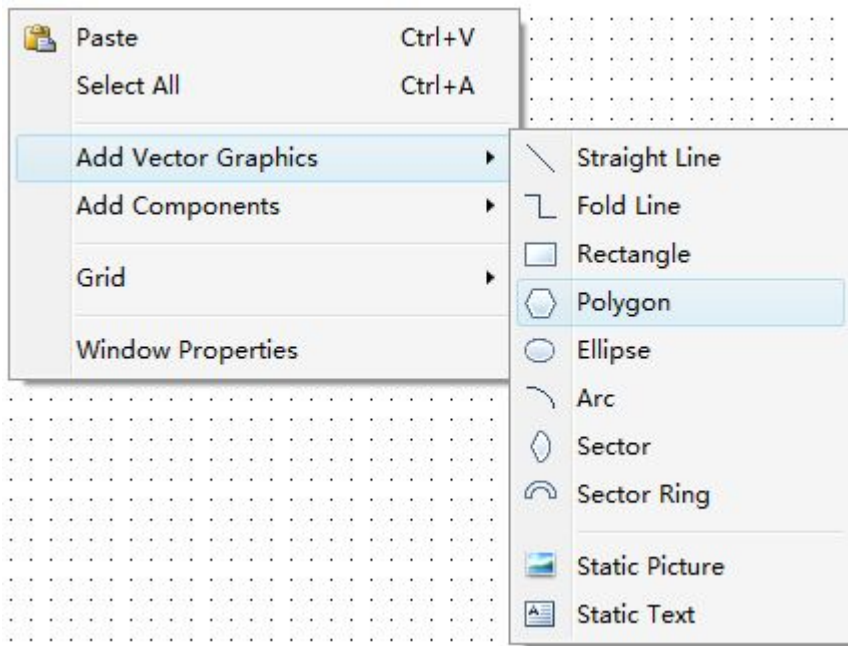 Paste Ctrl+V
Select All Ctrl+A
Add Vector Graphics
Add Components
Grid
Window Properties
Straight Line
Fold Line
Rectangle
Polygon
Ellipse
Arc
Sector
Sector Ring
Static Picture
Static Text